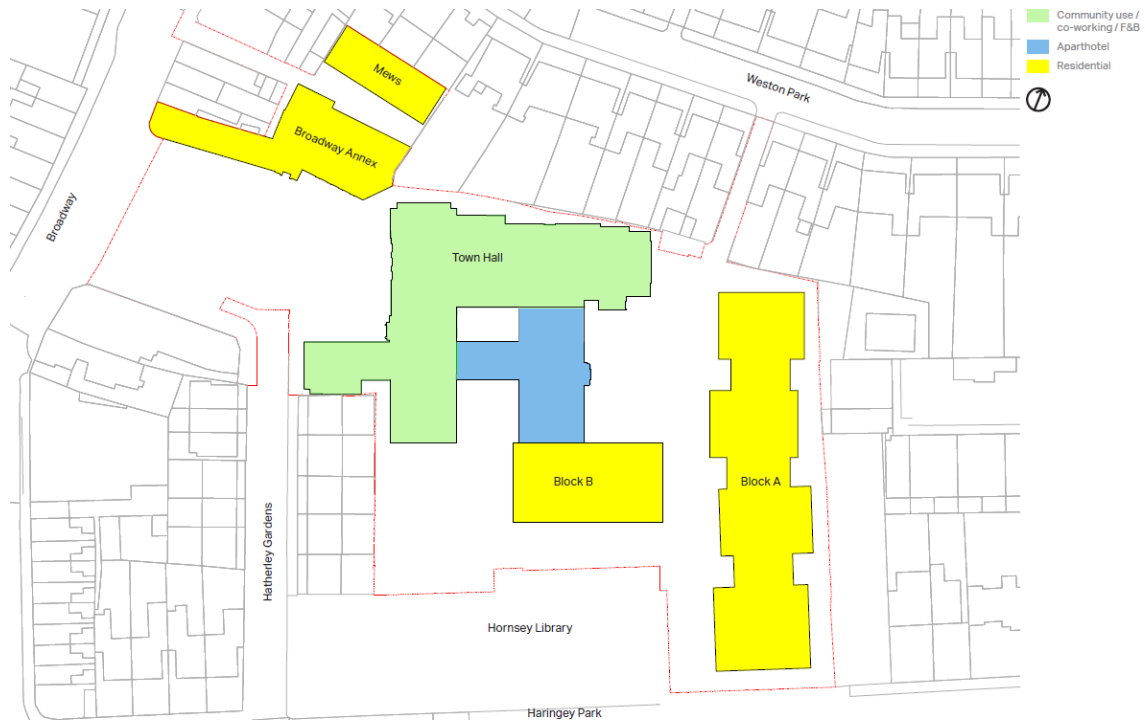 Community use /
co-working / F&B
Aparthotel
Residential
Weston Park
Mews
Broadway Annex
Broadway
Town Hall
Block B
Block A
Hatherley Gardens
Hornsey Library
Haringey Park